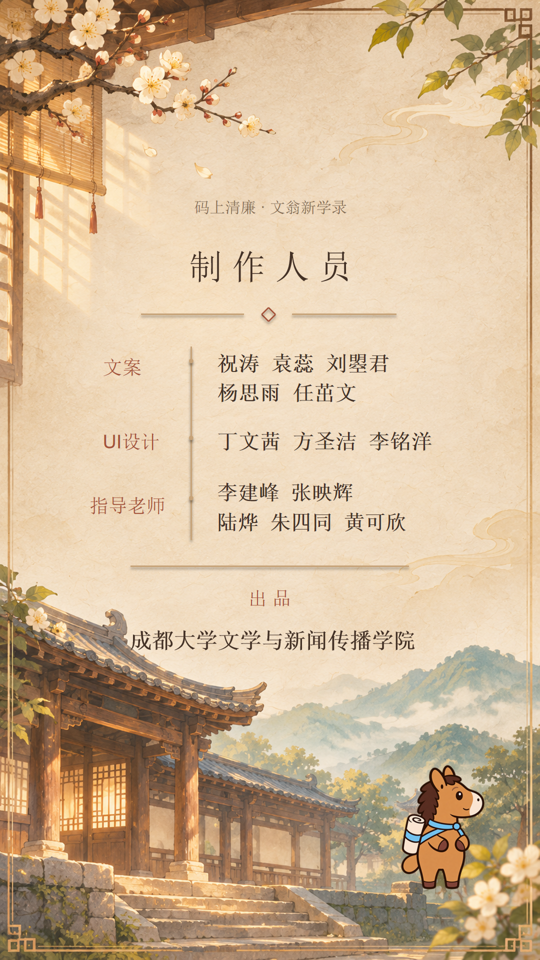 码上清廉·文翁新学录
制作人员
文案
祝涛 袁蕊 刘曌君
杨思雨 任茁文
UI设计
丁文茜 方圣洁 李铭洋
指导老师
李建峰 张映辉
陆烨 朱四同 黄可欣
出品
成都大学文学与新闻传播学院